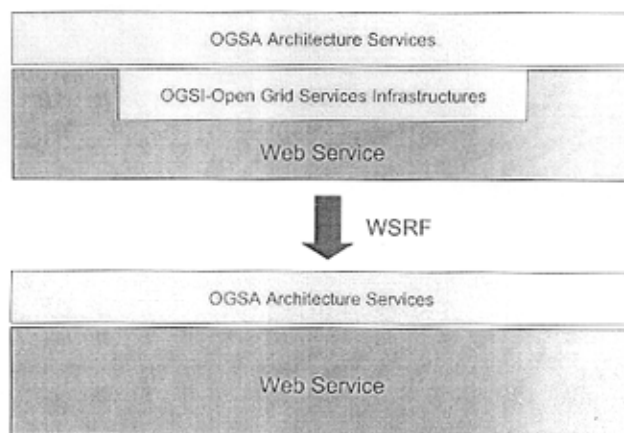 OGSA Architecture Services
OGSI-Open Grid Services Infrastructures
Web Service
WSRF
OGSA Architecture Services
Web Service